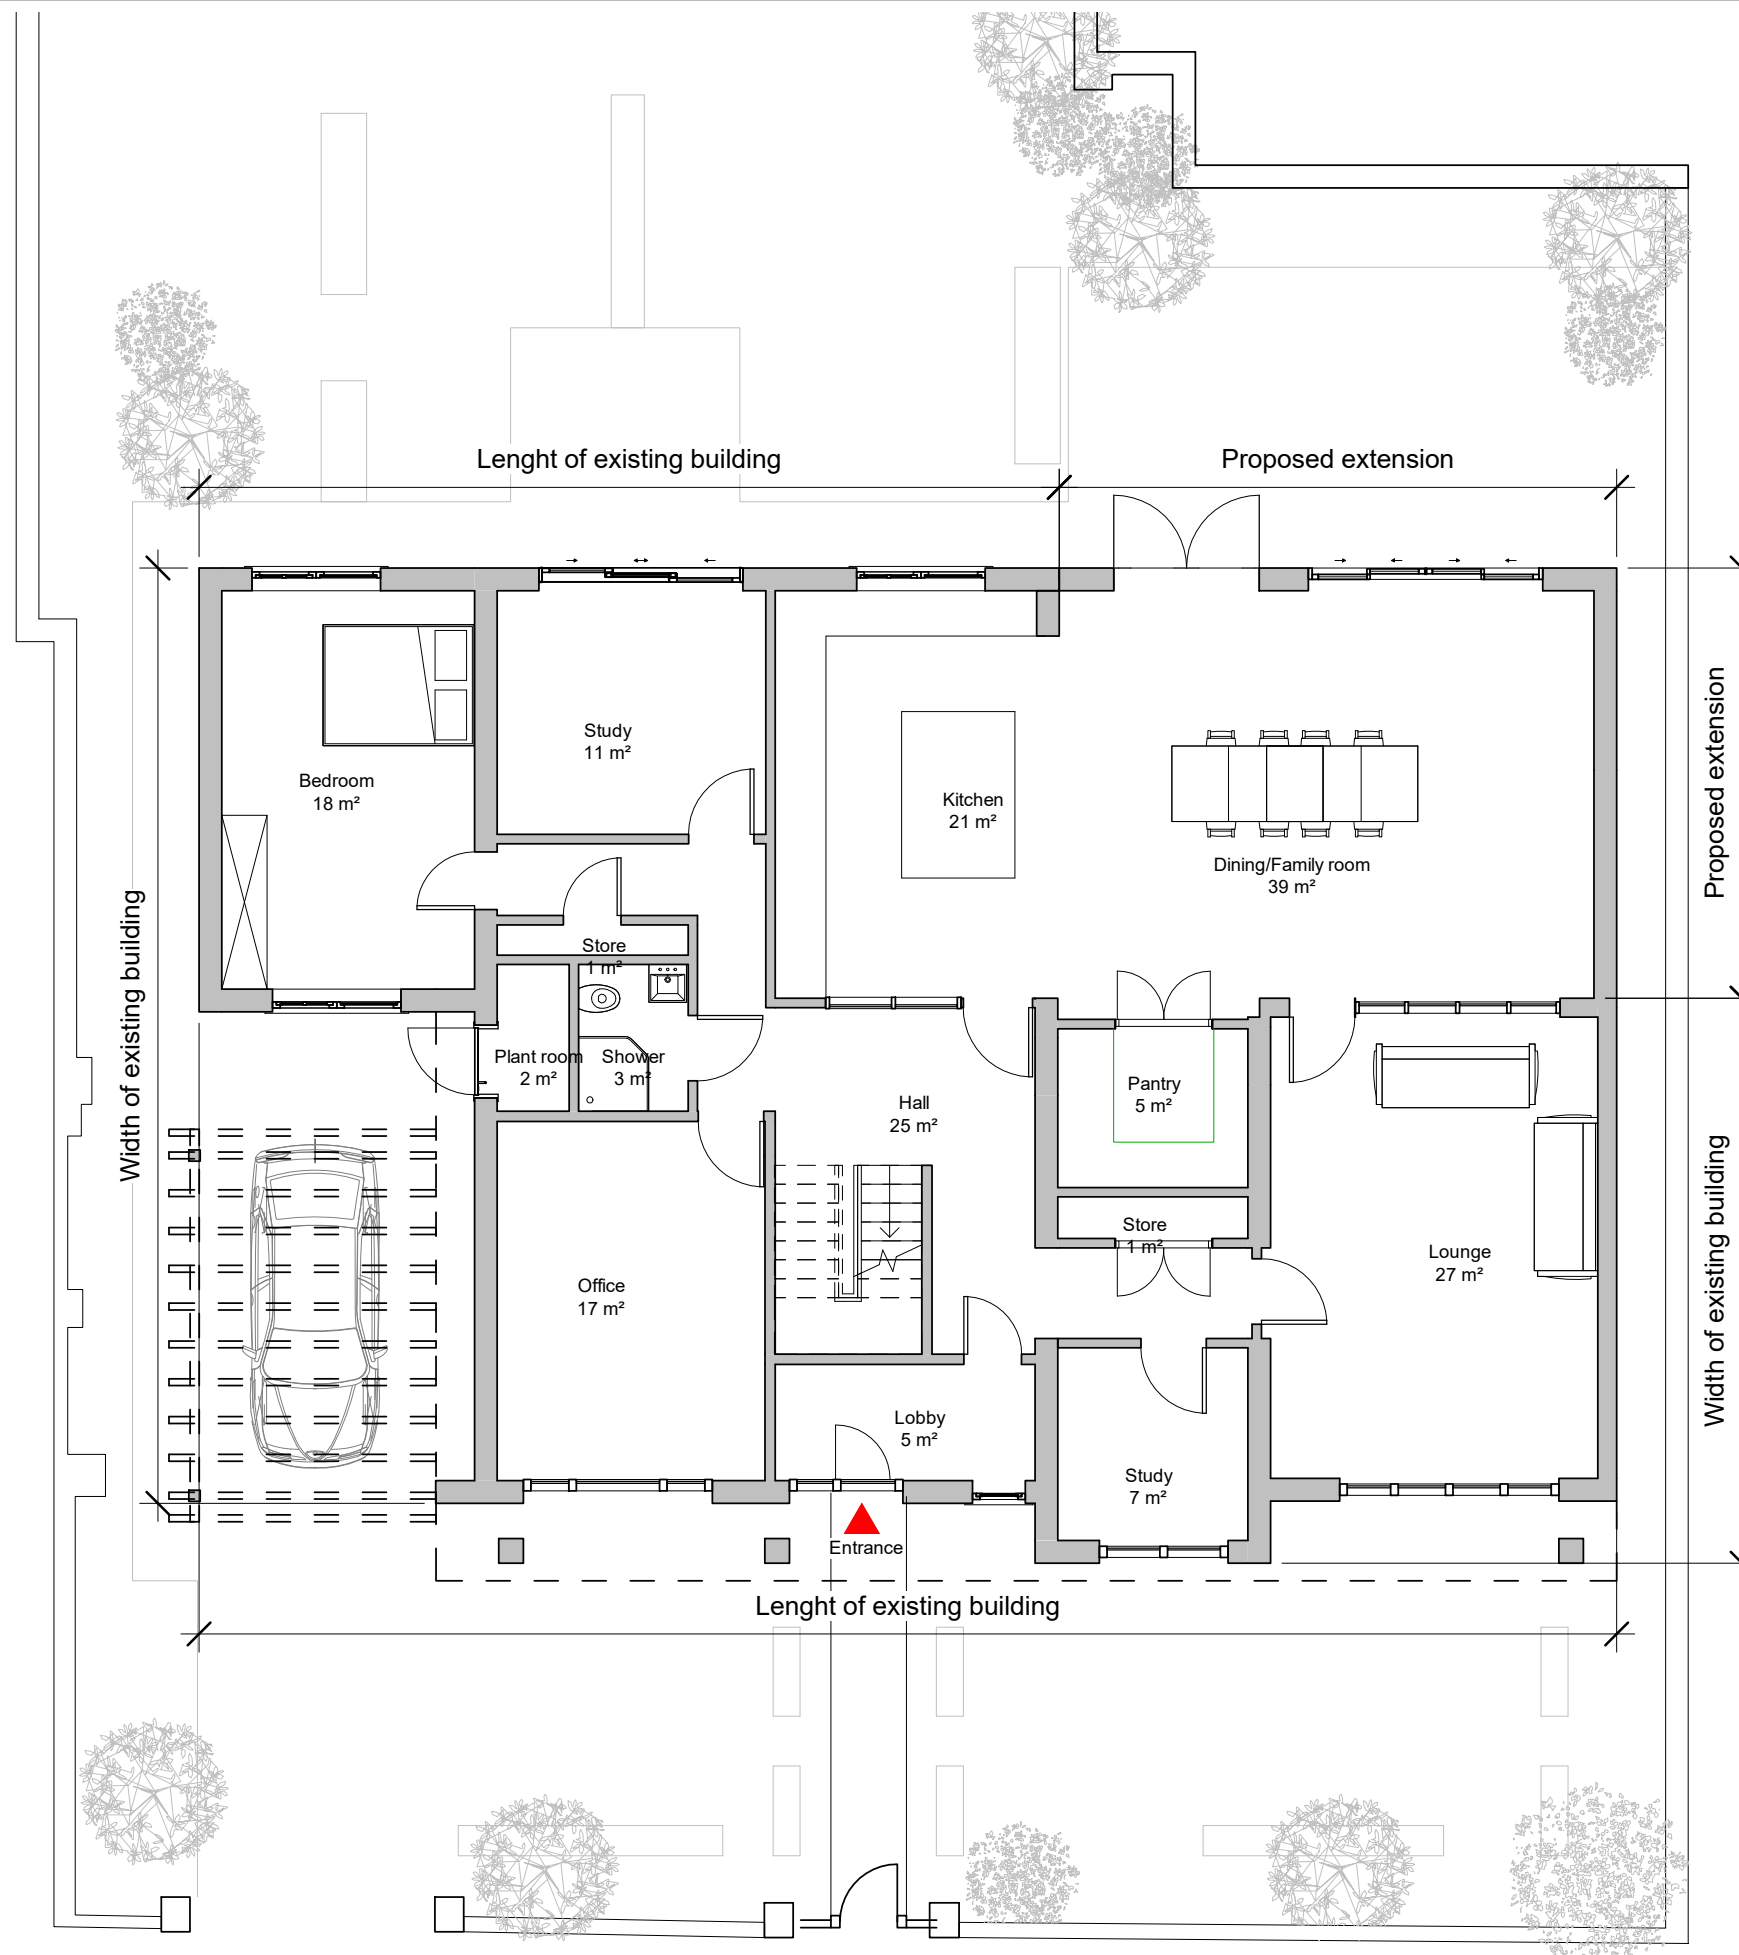 Lenght of existing building
Proposed extension
Study
11 m²
Bedroom
18 m²
Kitchen
21 m²
Dining/Family room
39 m²
Proposed extension
Width of existing building
Store
1 m²
Plant room
2 m²
Shower
3 m²
Hall
25 m²
Pantry
5 m²
Store
1 m²
Lounge
27 m²
Width of existing building
Office
17 m²
Lobby
5 m²
Study
7 m²
Entrance
Lenght of existing building